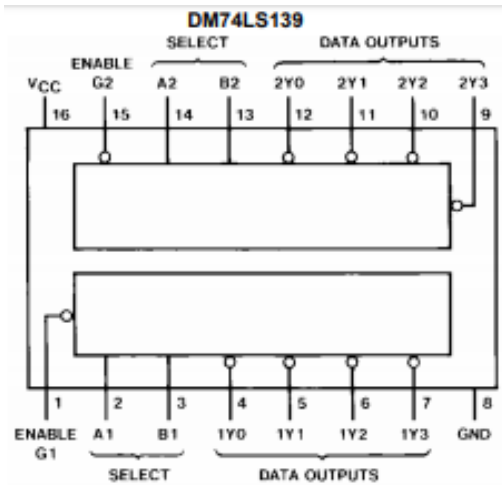 DM74LS139
SELECT DATA OUTPUTS
ENABLE
VCC G2 A2 B2 2Y0 2Y1 2Y2 2Y3
16 15 14 13 12 11 10 9
1 2 3 4 5 6 7 8
ENABLE A1 B1 1Y0 1Y1 1Y2 1Y3 GND
G1
SELECT DATA OUTPUTS